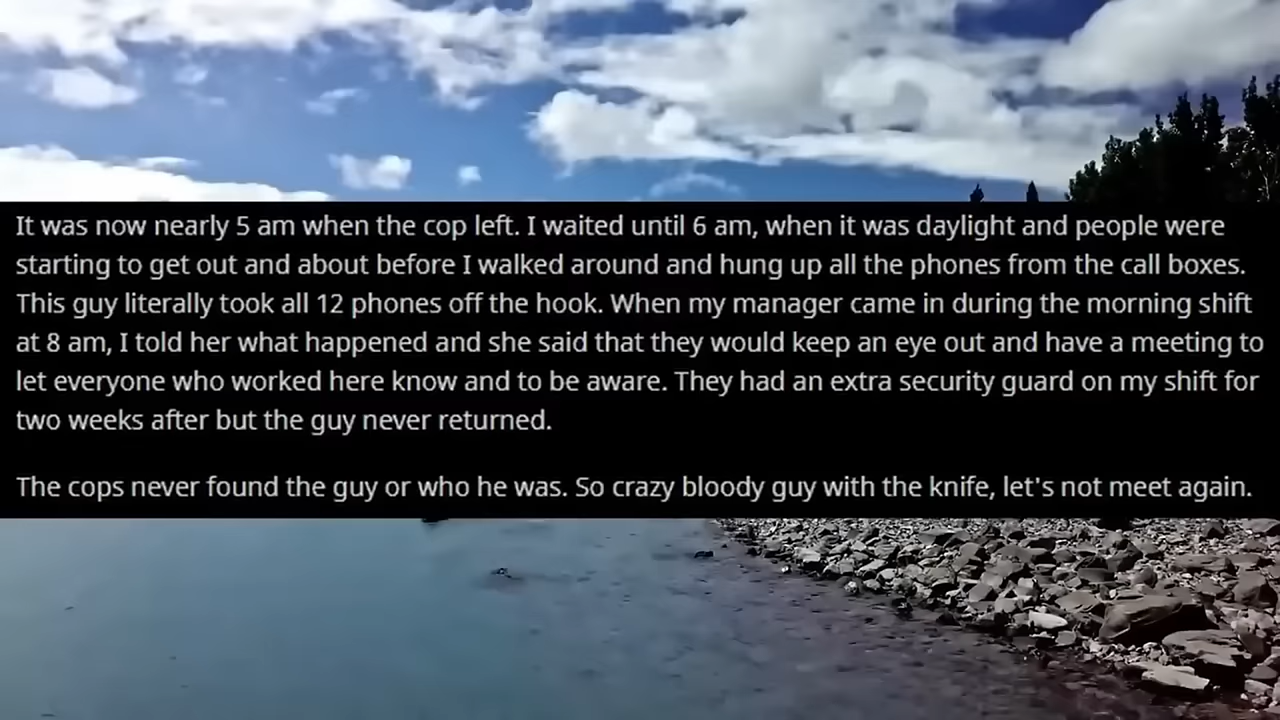 It was now nearly 5 am when the cop left. I waited until 6 am, when it was daylight and people were
starting to get out and about before I walked around and hung up all the phones from the call boxes.
This guy literally took all 12 phones off the hook. When my manager came in during the morning shift
at 8 am, I told her what happened and she said that they would keep an eye out and have a meeting to
let everyone who worked here know and to be aware. They had an extra security guard on my shift for
two weeks after but the guy never returned.
The cops never found the guy or who he was. So crazy bloody guy with the knife, let's not meet again.